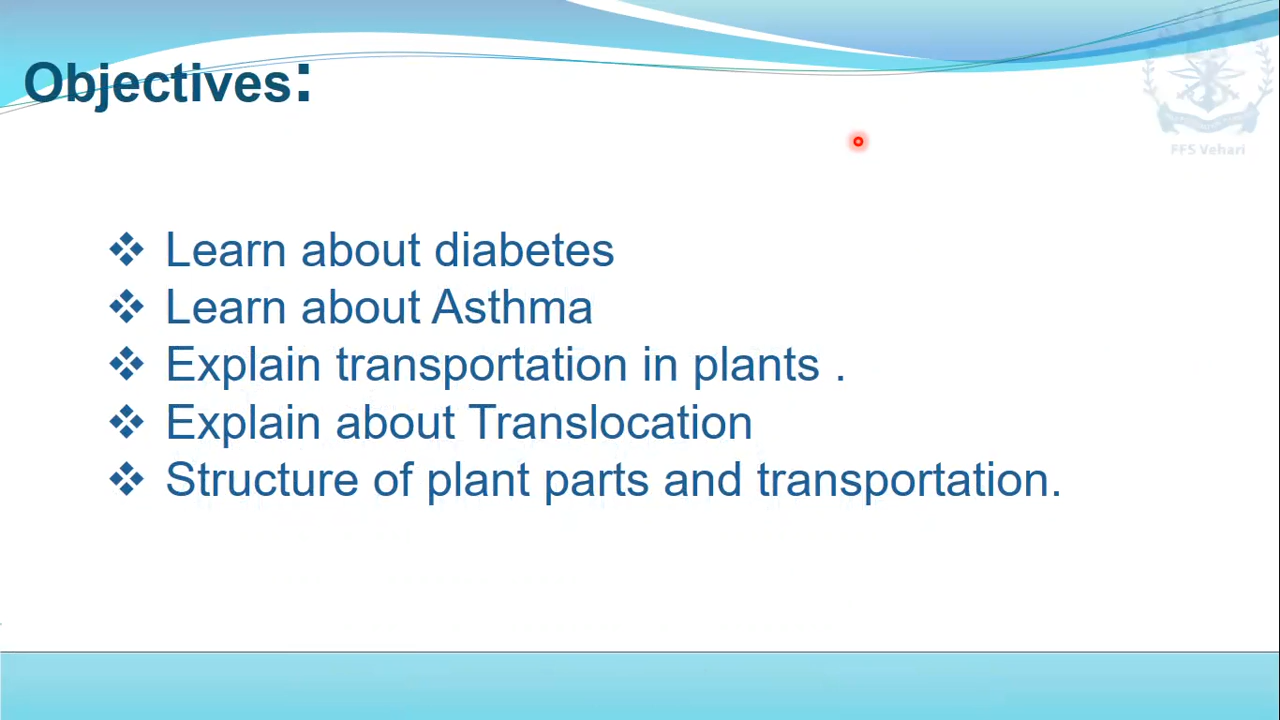 Objectives:
❖ Learn about diabetes
❖ Learn about Asthma
❖ Explain transportation in plants .
❖ Explain about Translocation
❖ Structure of plant parts and transportation.
FFS Vehari